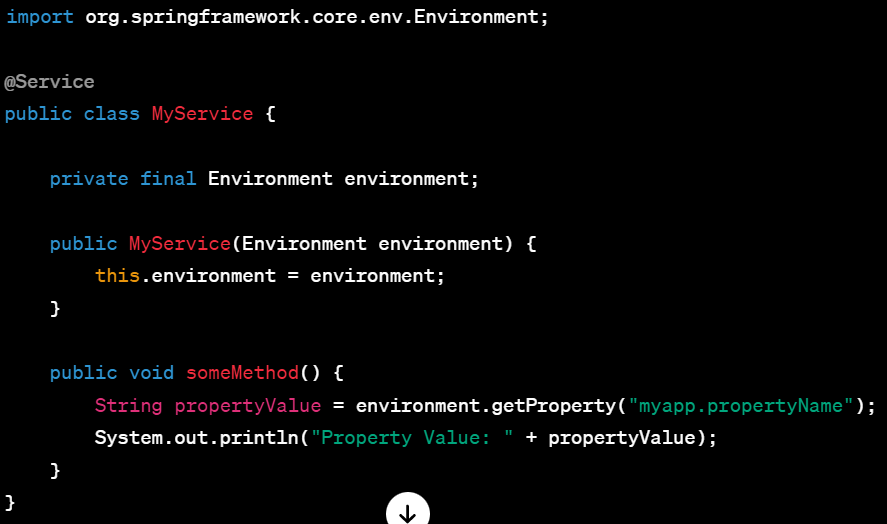 import org.springframework.core.env.Environment;
@Service
public class MyService {
private final Environment environment;
public MyService(Environment environment) {
this.environment = environment;
}
public void someMethod() {
String propertyValue = environment.getProperty("myapp.propertyName");
System.out.println("Property Value: " + propertyValue);
}
}